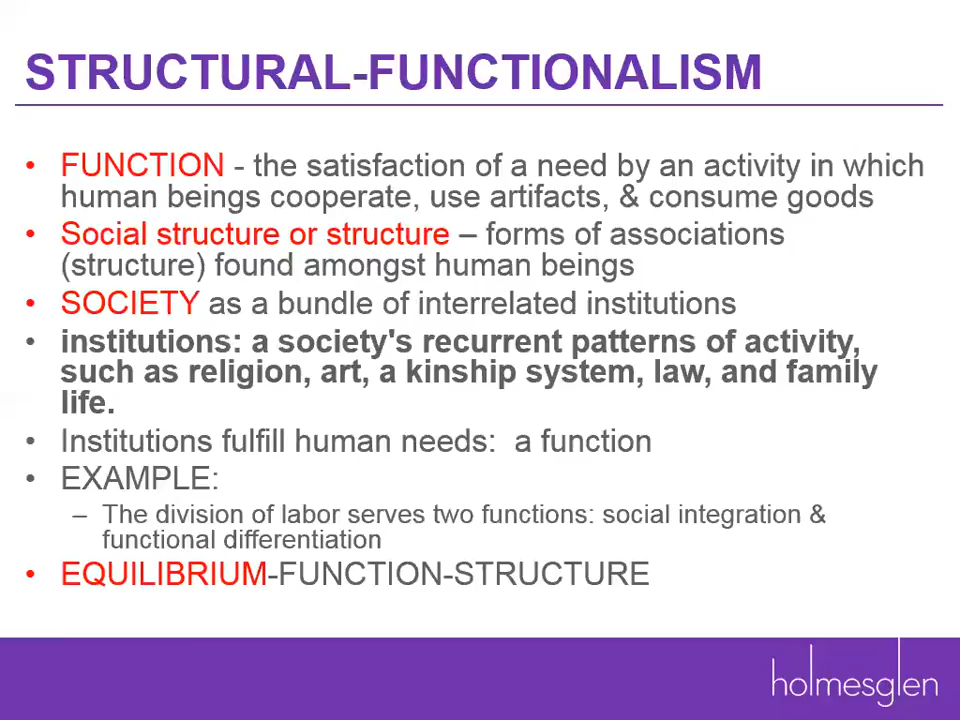 STRUCTURAL-FUNCTIONALISM
• FUNCTION - the satisfaction of a need by an activity in which
human beings cooperate, use artifacts, & consume goods
• Social structure or structure – forms of associations
(structure) found amongst human beings
• SOCIETY as a bundle of interrelated institutions
• institutions: a society's recurrent patterns of activity,
such as religion, art, a kinship system, law, and family
life.
• Institutions fulfill human needs:  a function
• EXAMPLE:
– The division of labor serves two functions: social integration &
functional differentiation
• EQUILIBRIUM-FUNCTION-STRUCTURE
holmesglen